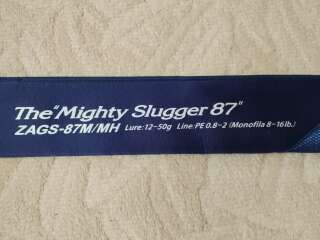 The "Mighty Slugger 87"
ZAGS-87M/MH Lure:12-50g Line:PE 0.8-2 (Monofila 8-16lb.)